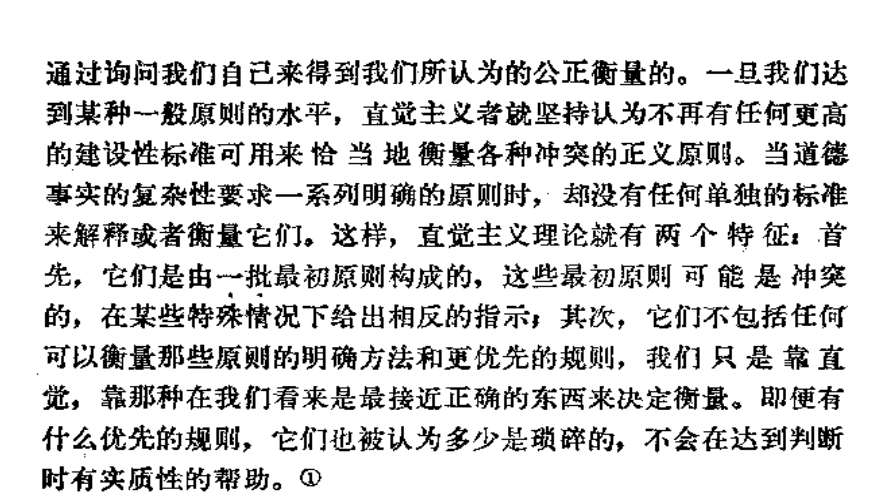 通过询问我们自己来得到我们所认为的公正衡量的。一旦我们达
到某种一般原则的水平，直觉主义者就坚持认为不再有任何更高
的建设性标准可用来恰当地衡量各种冲突的正义原则。当道德
事实的复杂性要求一系列明确的原则时，却没有任何单独的标准
来解释或者衡量它们。这样，直觉主义理论就有两个特征：首
先，它们是由一批最初原则构成的，这些最初原则可能是冲突
的，在某些特殊情况下给出相反的指示；其次，它们不包括任何
可以衡量那些原则的明确方法和更优先的规则，我们只是靠直
觉，靠那种在我们看来是最接近正确的东西来决定衡量。即便有
什么优先的规则，它们也被认为多少是琐碎的，不会在达到判断
时有实质性的帮助。①